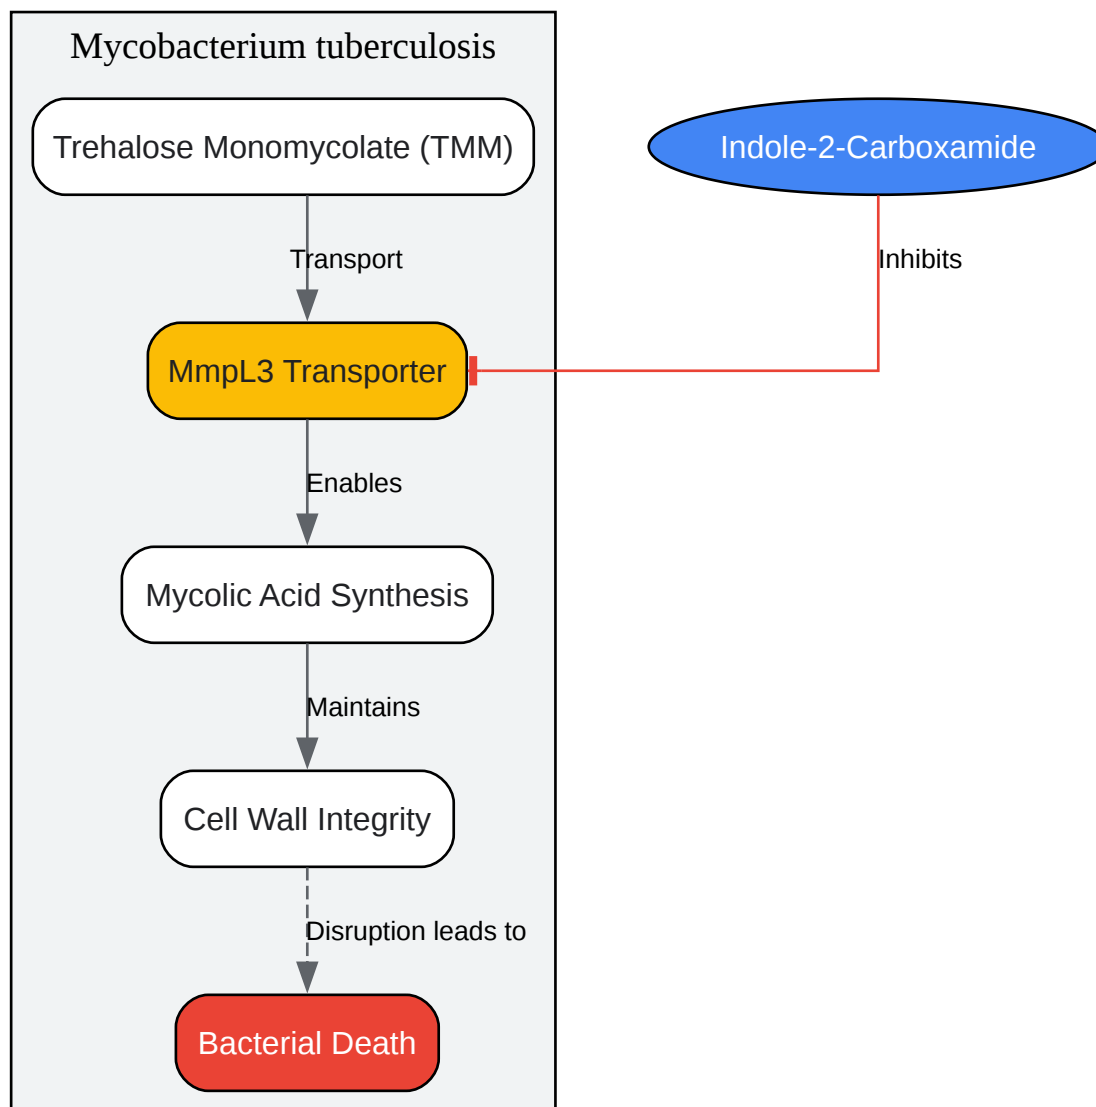 Mycobacterium tuberculosis
Trehalose Monomycolate (TMM)
Indole-2-Carboxamide
Transport
Inhibits
MmpL3 Transporter
Enables
Mycolic Acid Synthesis
Maintains
Cell Wall Integrity
Disruption leads to
Bacterial Death